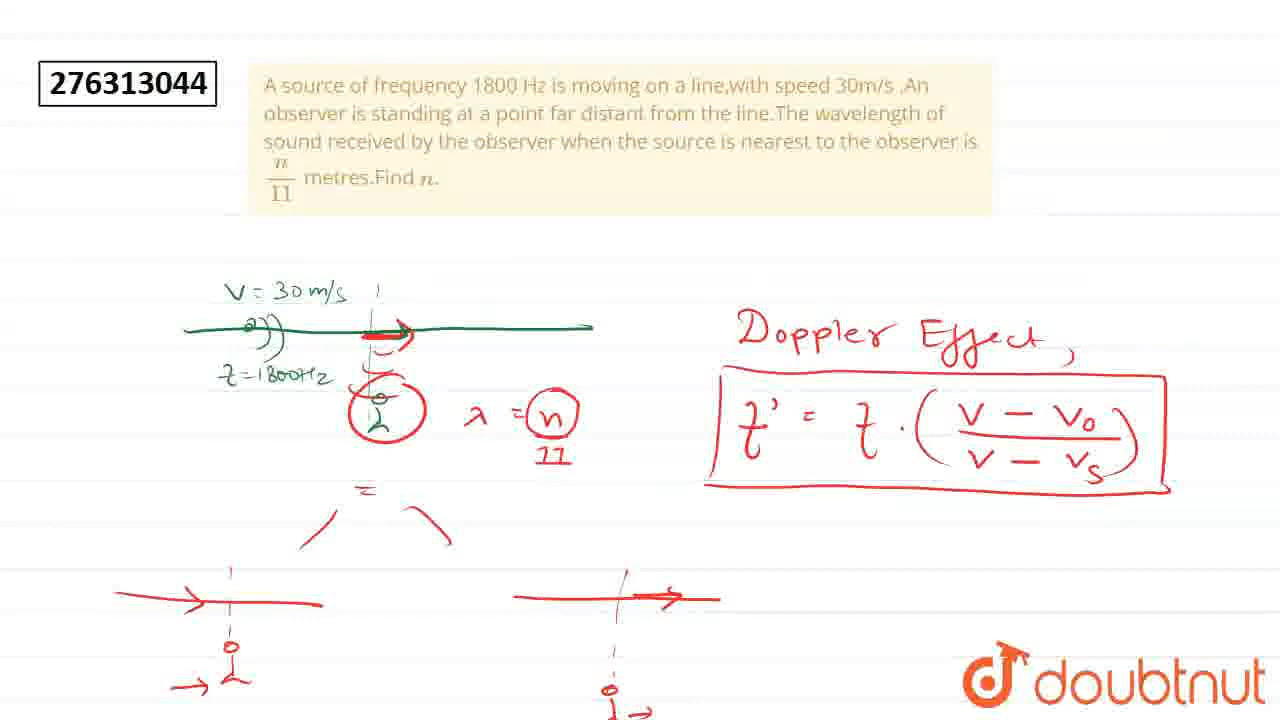 276313044
A source of frequency 1800 Hz is moving on a line,with speed 30m/s .An
observer is standing at a point far distant from the line.The wavelength of
sound received by the observer when the source is nearest to the observer is
n/11 metres.Find n.
V = 30 m/s
f = 1800Hz
λ = n/11
=
Doppler Effect,
f' = f . (V - V₀ / V - Vₛ)
doubtnut